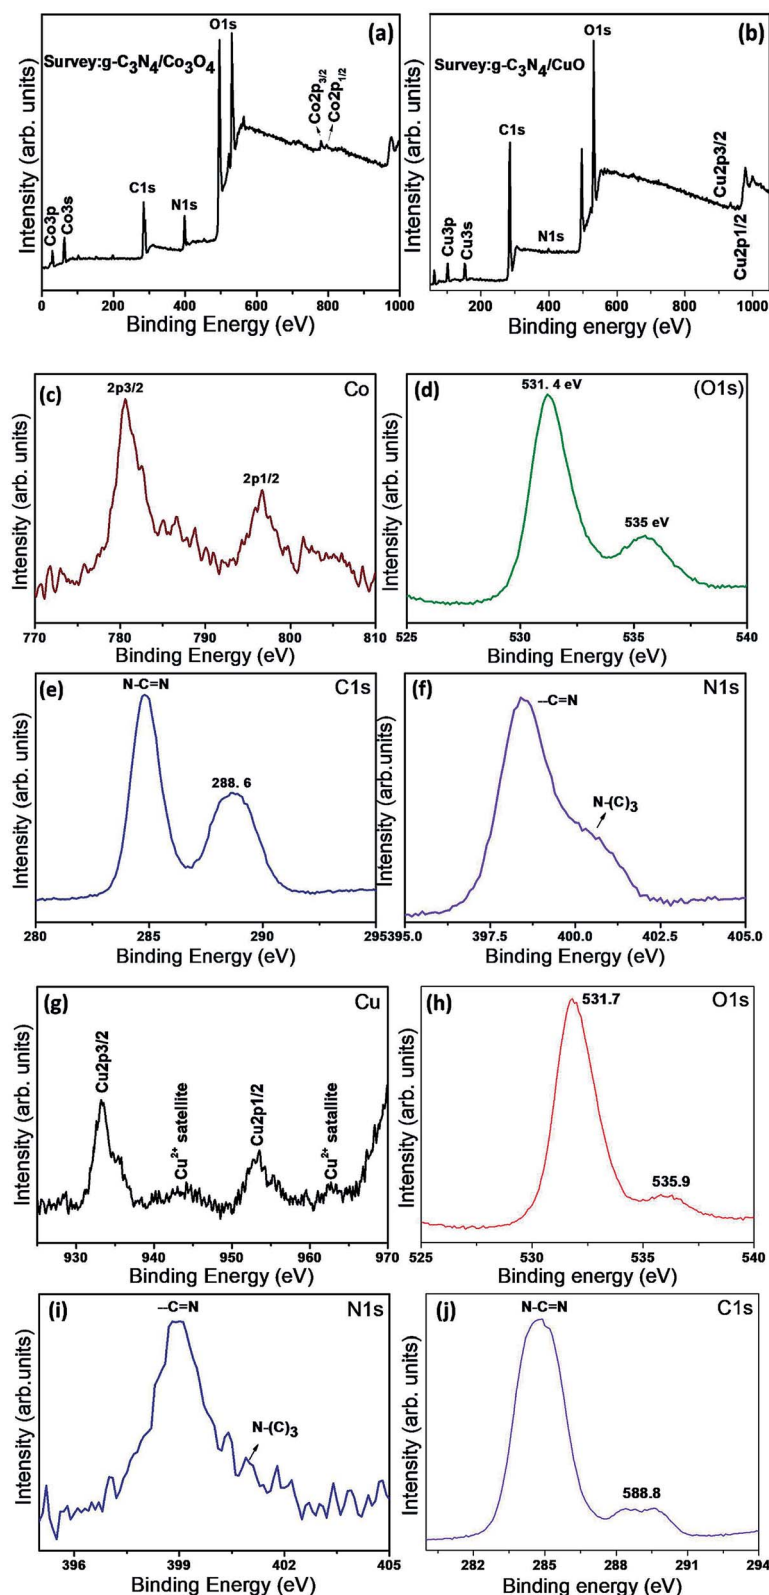 (a)
O1s
Survey:g-C₃N₄/Co₃O₄
Co2p₃/₂
Co2p₁/₂
C1s
N1s
Co3p
Co3s
Intensity (arb. units)
0 200 400 600 800 1000
Binding Energy (eV)
(b)
O1s
Survey:g-C₃N₄/CuO
C1s
Cu2p3/2
Cu2p1/2
Cu3p
Cu3s
N1s
Intensity (arb. units)
200 400 600 800 1000
Binding energy (eV)
(c)
2p3/2
Co
2p1/2
Intensity (arb. units)
770 780 790 800 810
Binding Energy (eV)
(d)
531. 4 eV
(O1s)
535 eV
Intensity (arb. units)
525 530 535 540
Binding Energy (eV)
(e)
N-C=N
C1s
288. 6
Intensity (arb. units)
280 285 290 295
Binding Energy (eV)
(f)
--C=N
N1s
N-(C)₃
Intensity (arb.units)
395.0 397.5 400.0 402.5 405.0
Binding Energy (eV)
(g)
Cu
Cu2p3/2
Cu²⁺ satellite
Cu2p1/2
Cu²⁺ satallite
Intensity (arb. units)
930 940 950 960 970
Binding Energy (eV)
(h)
531.7
O1s
535.9
Intensity (arb. units)
525 530 535 540
Binding Energy (eV)
(i)
--C=N
N1s
N-(C)₃
Intensity (arb.units)
396 399 402 405
Binding Energy (eV)
(j)
N-C=N
C1s
588.8
Intensity (arb.units)
282 285 288 291 294
Binding energy (eV)